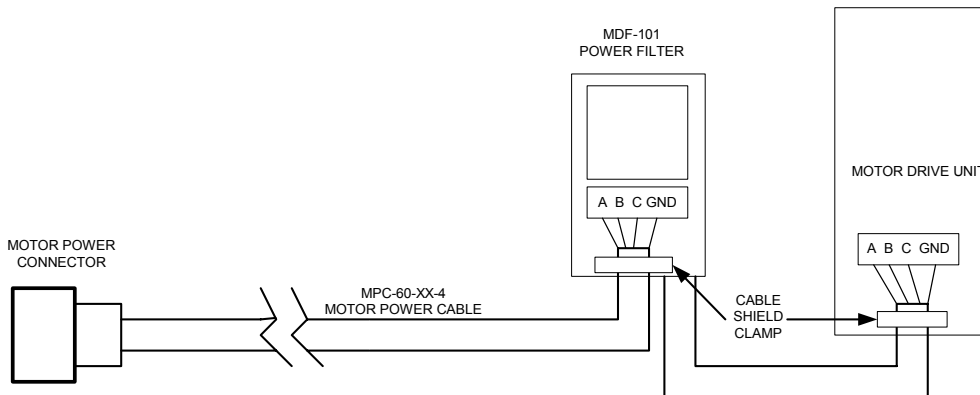 MDF-101
POWER FILTER
MOTOR DRIVE UNIT
A B C GND
A B C GND
MOTOR POWER
CONNECTOR
MPC-60-XX-4
MOTOR POWER CABLE
CABLE
SHIELD
CLAMP